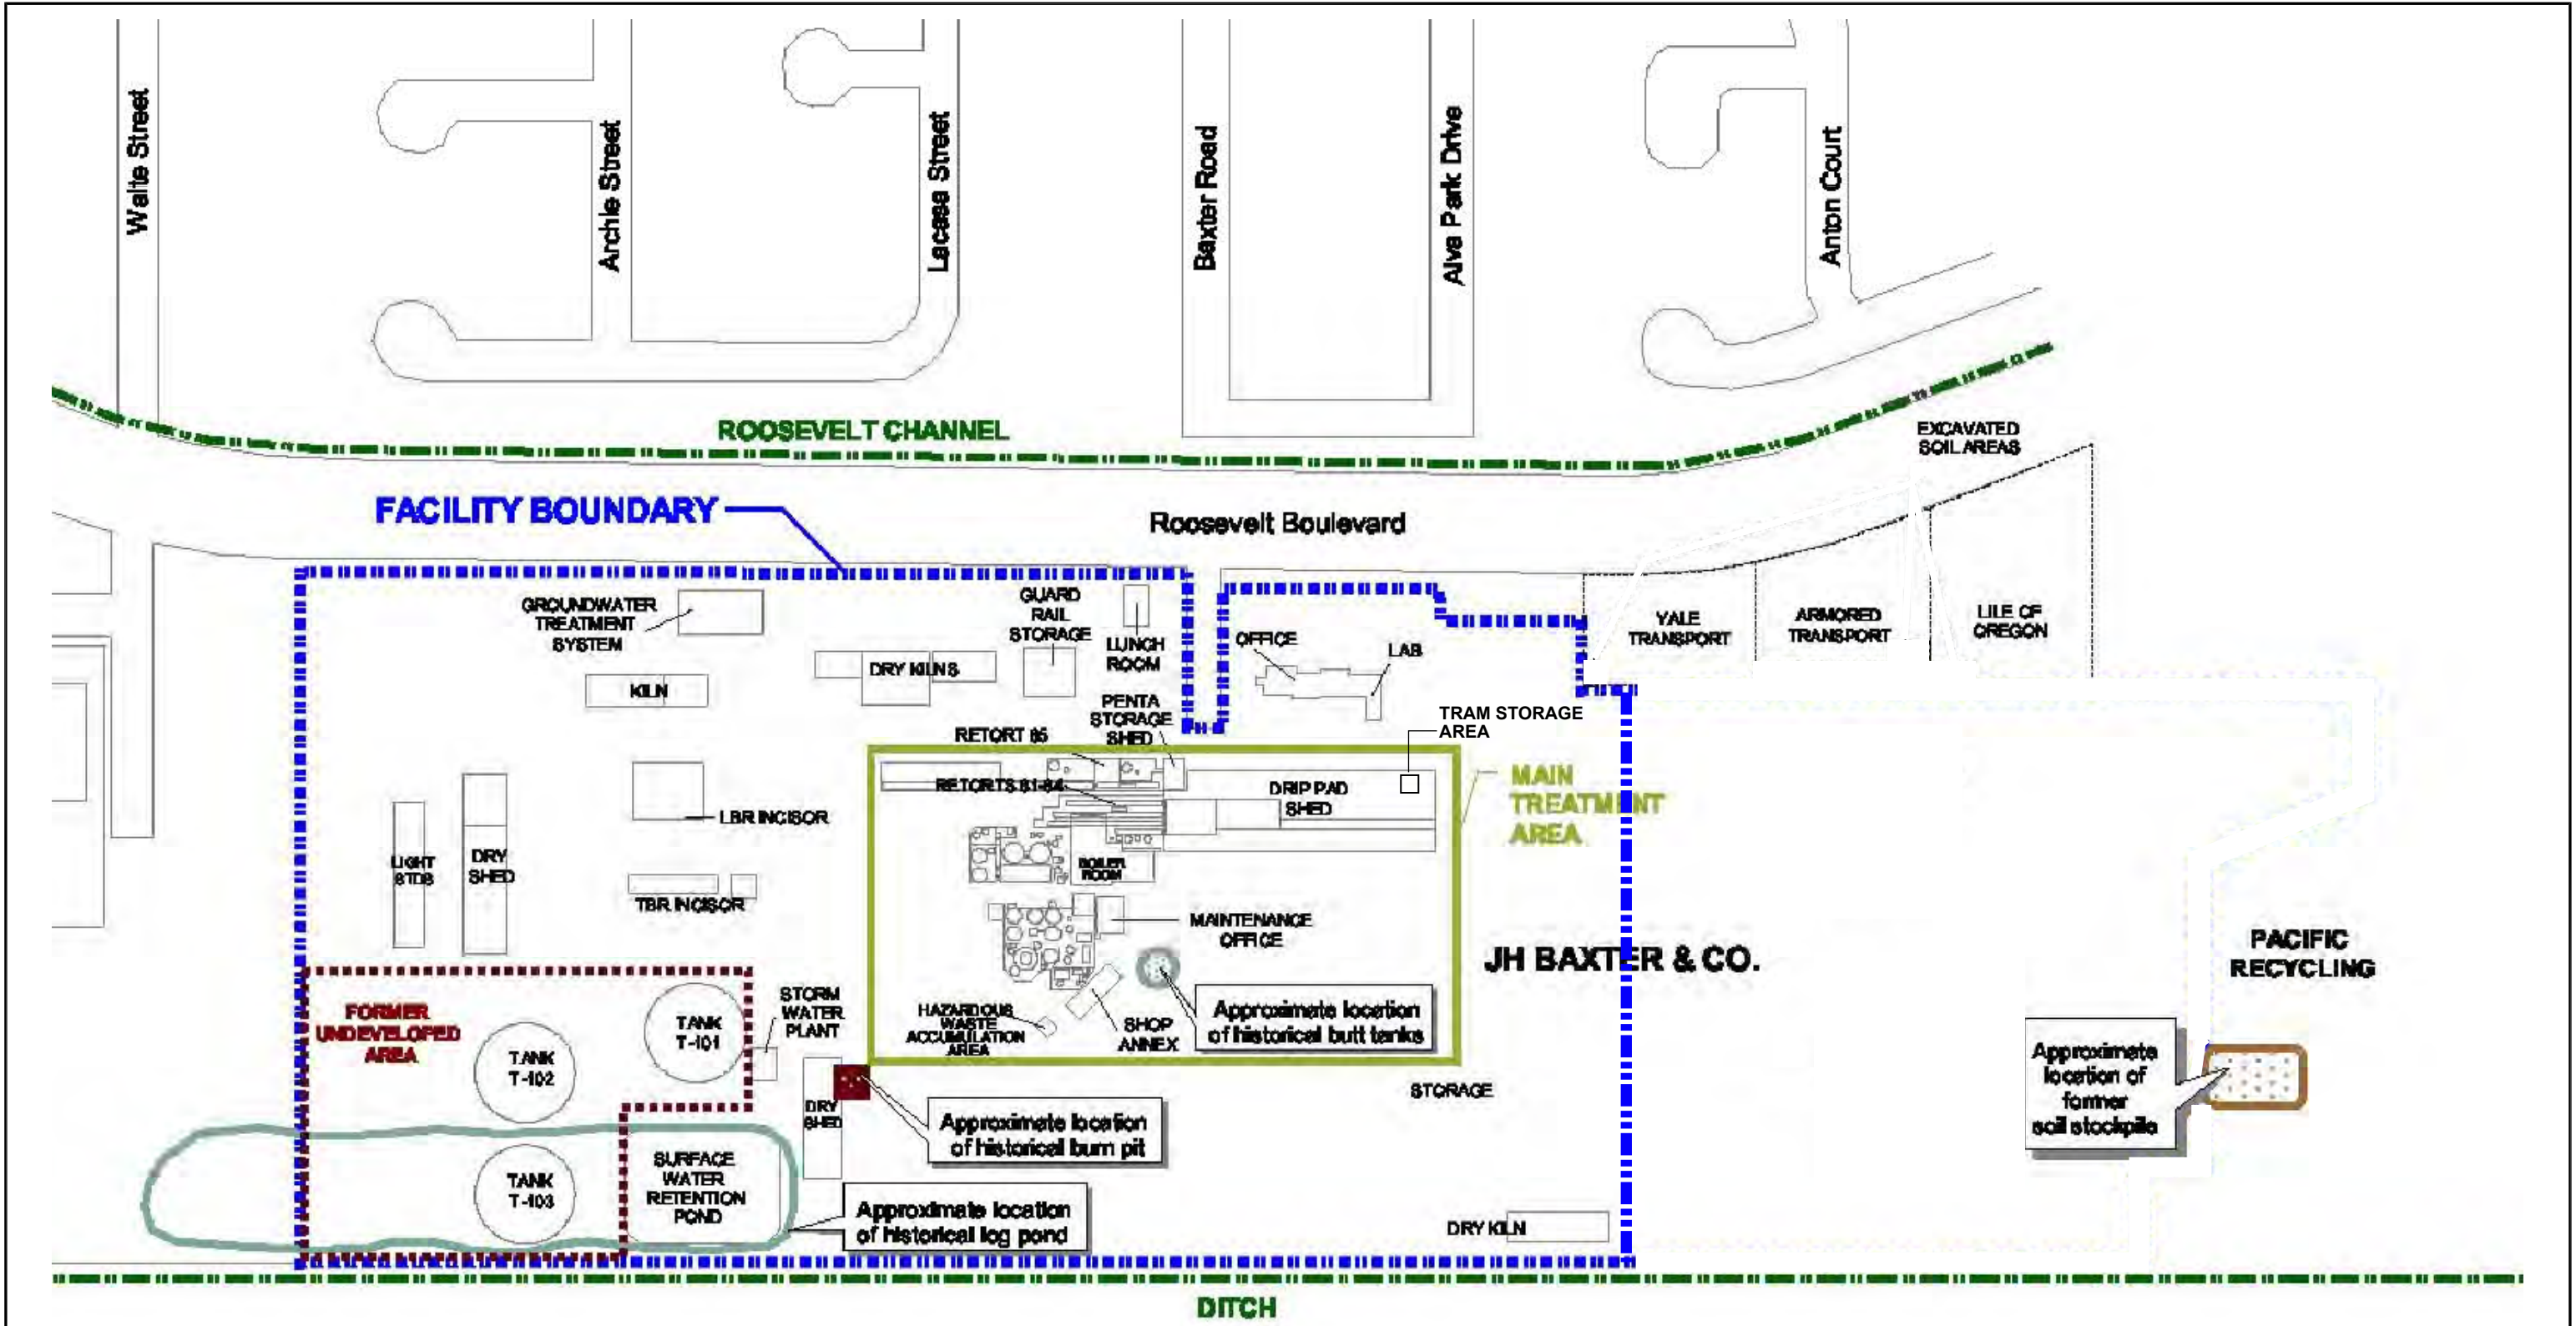 Waite Street
Archie Street
Lacasa Street
Baxter Road
Alva Park Drive
Anton Court
ROOSEVELT CHANNEL
EXCAVATED
SOIL AREAS
FACILITY BOUNDARY
Roosevelt Boulevard
GROUNDWATER
TREATMENT
SYSTEM
GUARD
RAIL
STORAGE
LUNCH
ROOM
OFFICE
LAB
YALE
TRANSPORT
ARMORED
TRANSPORT
LILE OF
OREGON
KILN
DRY KILNS
PENTA
STORAGE
SHED
TRAM STORAGE
AREA
RETORT 85
RETORTS 81-84
DRIP PAD
SHED
MAIN
TREATMENT
AREA
LBR INCISOR
LIGHT
STDS
DRY
SHED
BOILER
ROOM
TBR INCISOR
MAINTENANCE
OFFICE
JH BAXTER & CO.
PACIFIC
RECYCLING
FORMER
UNDEVELOPED
AREA
TANK
T-101
TANK
T-102
STORM
WATER
PLANT
HAZARDOUS
WASTE
ACCUMULATION
AREA
SHOP
ANNEX
Approximate location
of historical butt tanks
Approximate
location of
former
soil stockpile
STORAGE
DRY
SHED
Approximate location
of historical burn pit
TANK
T-103
SURFACE
WATER
RETENTION
POND
Approximate location
of historical log pond
DRY KILN
DITCH